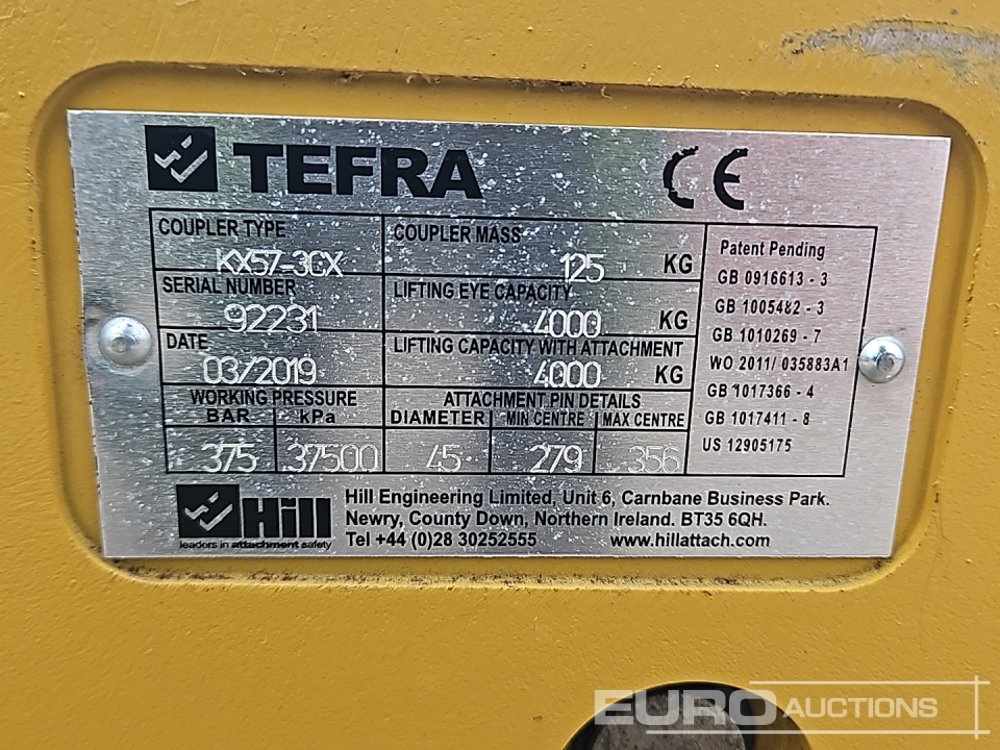 TEFRA CE
COUPLER TYPE
KX57-3CX
COUPLER MASS
125 KG
SERIAL NUMBER
92231
LIFTING EYE CAPACITY
4000 KG
DATE
03/2019
LIFTING CAPACITY WITH ATTACHMENT
4000 KG
WORKING PRESSURE
BAR kPa
375 37500
ATTACHMENT PIN DETAILS
DIAMETER MIN CENTRE MAX CENTRE
45 279 356
Patent Pending
GB 0916613 - 3
GB 1005482 - 3
GB 1010269 - 7
WO 2011/ 035883A1
GB 1017366 - 4
GB 1017411 - 8
US 12905175
Hill
leaders in attachment safety
Hill Engineering Limited, Unit 6, Carnbane Business Park.
Newry, County Down, Northern Ireland. BT35 6QH.
Tel +44 (0)28 30252555 www.hillattach.com
EURO AUCTIONS